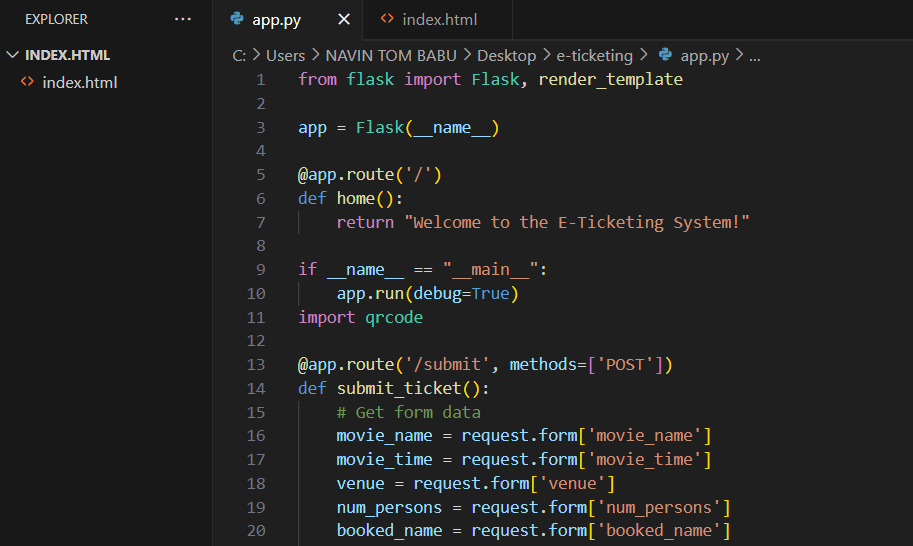 EXPLORER ...
app.py × index.html
INDEX.HTML
index.html
C: > Users > NAVIN TOM BABU > Desktop > e-ticketing > app.py > ...
1 from flask import Flask, render_template
2
3 app = Flask(__name__)
4
5 @app.route('/')
6 def home():
7     return "Welcome to the E-Ticketing System!"
8
9 if __name__ == "__main__":
10     app.run(debug=True)
11 import qrcode
12
13 @app.route('/submit', methods=['POST'])
14 def submit_ticket():
15     # Get form data
16     movie_name = request.form['movie_name']
17     movie_time = request.form['movie_time']
18     venue = request.form['venue']
19     num_persons = request.form['num_persons']
20     booked_name = request.form['booked_name']